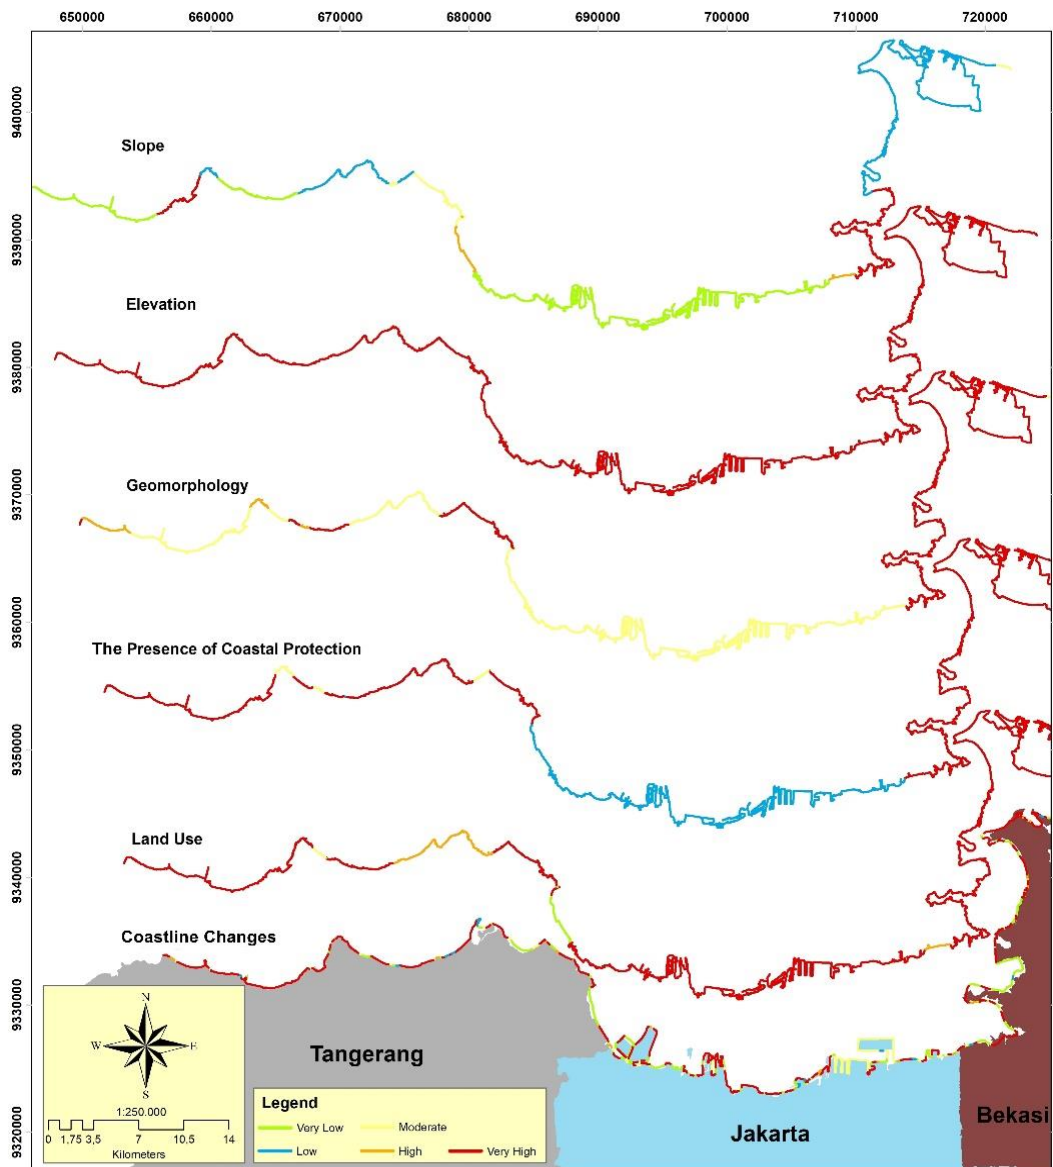 650000 660000 670000 680000 690000 700000 710000 720000
9400000
9390000
9380000
9370000
9360000
9350000
9340000
9330000
9320000
Slope
Elevation
Geomorphology
The Presence of Coastal Protection
Land Use
Coastline Changes
Tangerang
Jakarta
Bekasi
N
W E
S
1:250.000
0 1.75 3,5 7 10.5 14
Kilometers
Legend
Very Low Moderate
Low High Very High